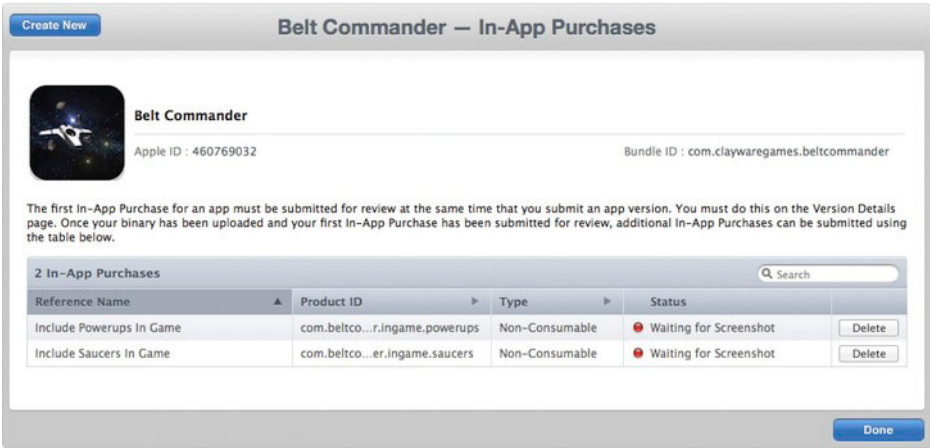 Create New
Belt Commander — In-App Purchases
Belt Commander
Apple ID : 460769032
Bundle ID : com.claywaregames.beltcommander
The first In-App Purchase for an app must be submitted for review at the same time that you submit an app version. You must do this on the Version Details
page. Once your binary has been uploaded and your first In-App Purchase has been submitted for review, additional In-App Purchases can be submitted using
the table below.
2 In-App Purchases
Search
Reference Name Product ID Type Status
Include Powerups In Game com.beltco...r.ingame.powerups Non-Consumable Waiting for Screenshot Delete
Include Saucers In Game com.beltco...er.ingame.saucers Non-Consumable Waiting for Screenshot Delete
Done